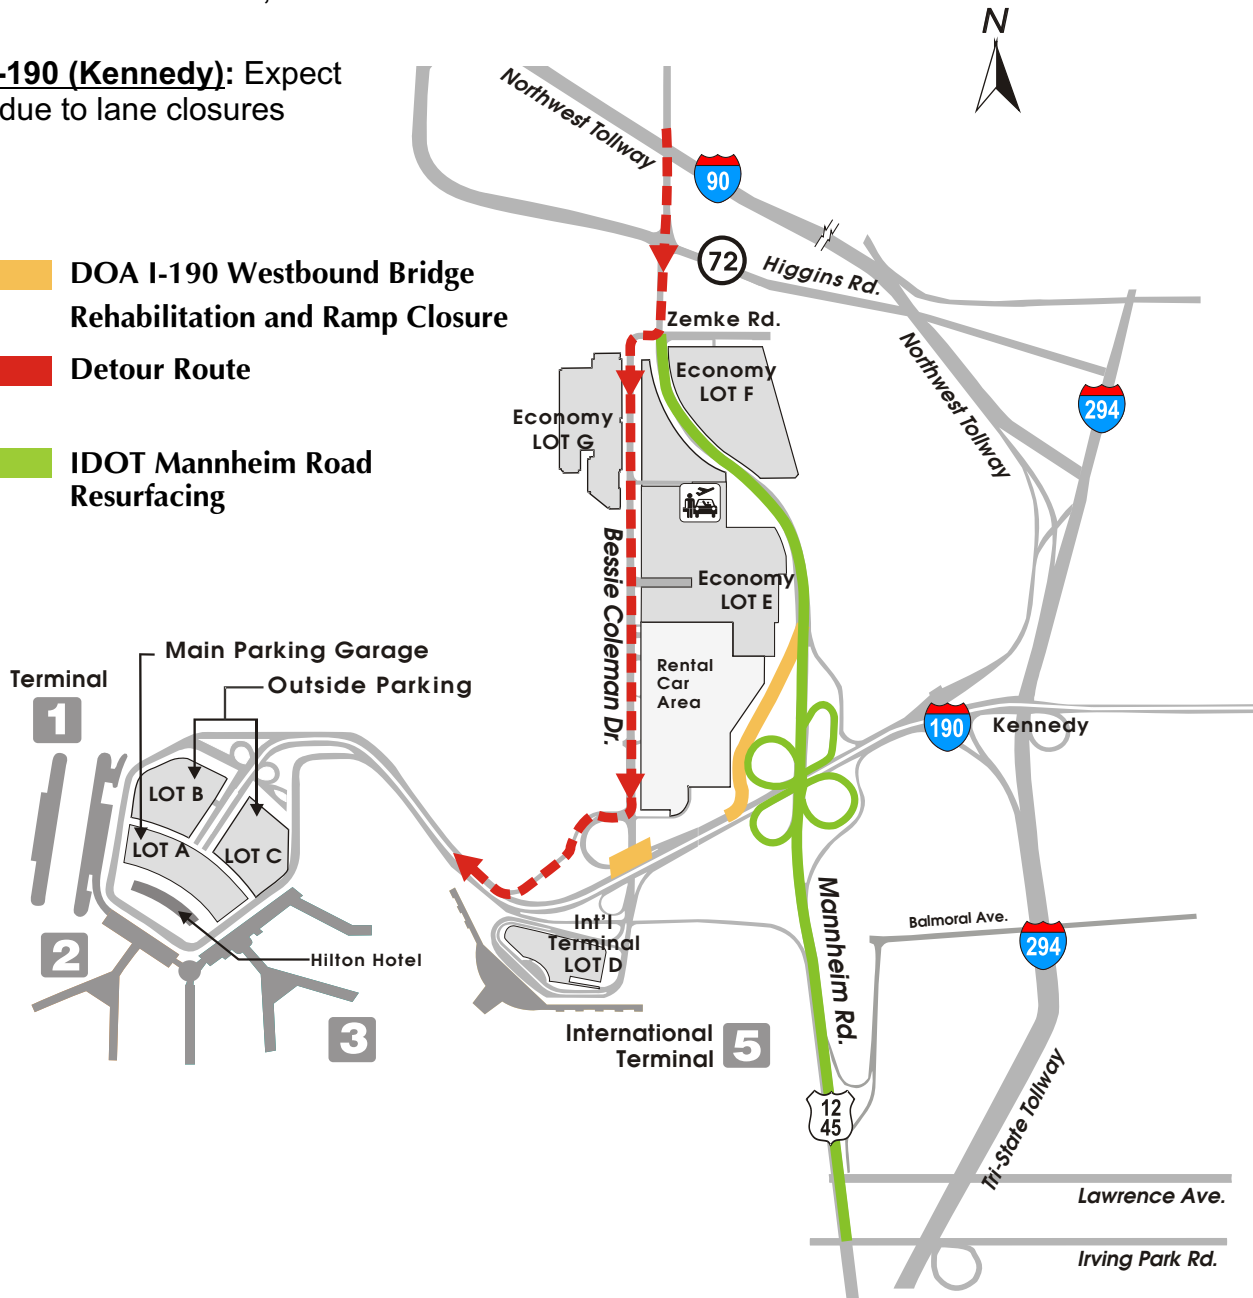 -190 (Kennedy): Expect
due to lane closures
N
Northwest Tollway
90
72
Higgins Rd.
DOA I-190 Westbound Bridge
Rehabilitation and Ramp Closure
Zemke Rd.
Detour Route
Economy
LOT F
Northwest Tollway
294
Economy
LOT G
IDOT Mannheim Road
Resurfacing
Bessie Coleman Dr.
Economy
LOT E
Main Parking Garage
Terminal
Outside Parking
1
Rental
Car
Area
190
Kennedy
LOT B
LOT A
LOT C
Mannheim Rd.
Balmoral Ave.
Int'l
Terminal
LOT D
294
2
Hilton Hotel
3
International
Terminal
5
12
45
Tri-State Tollway
Lawrence Ave.
Irving Park Rd.